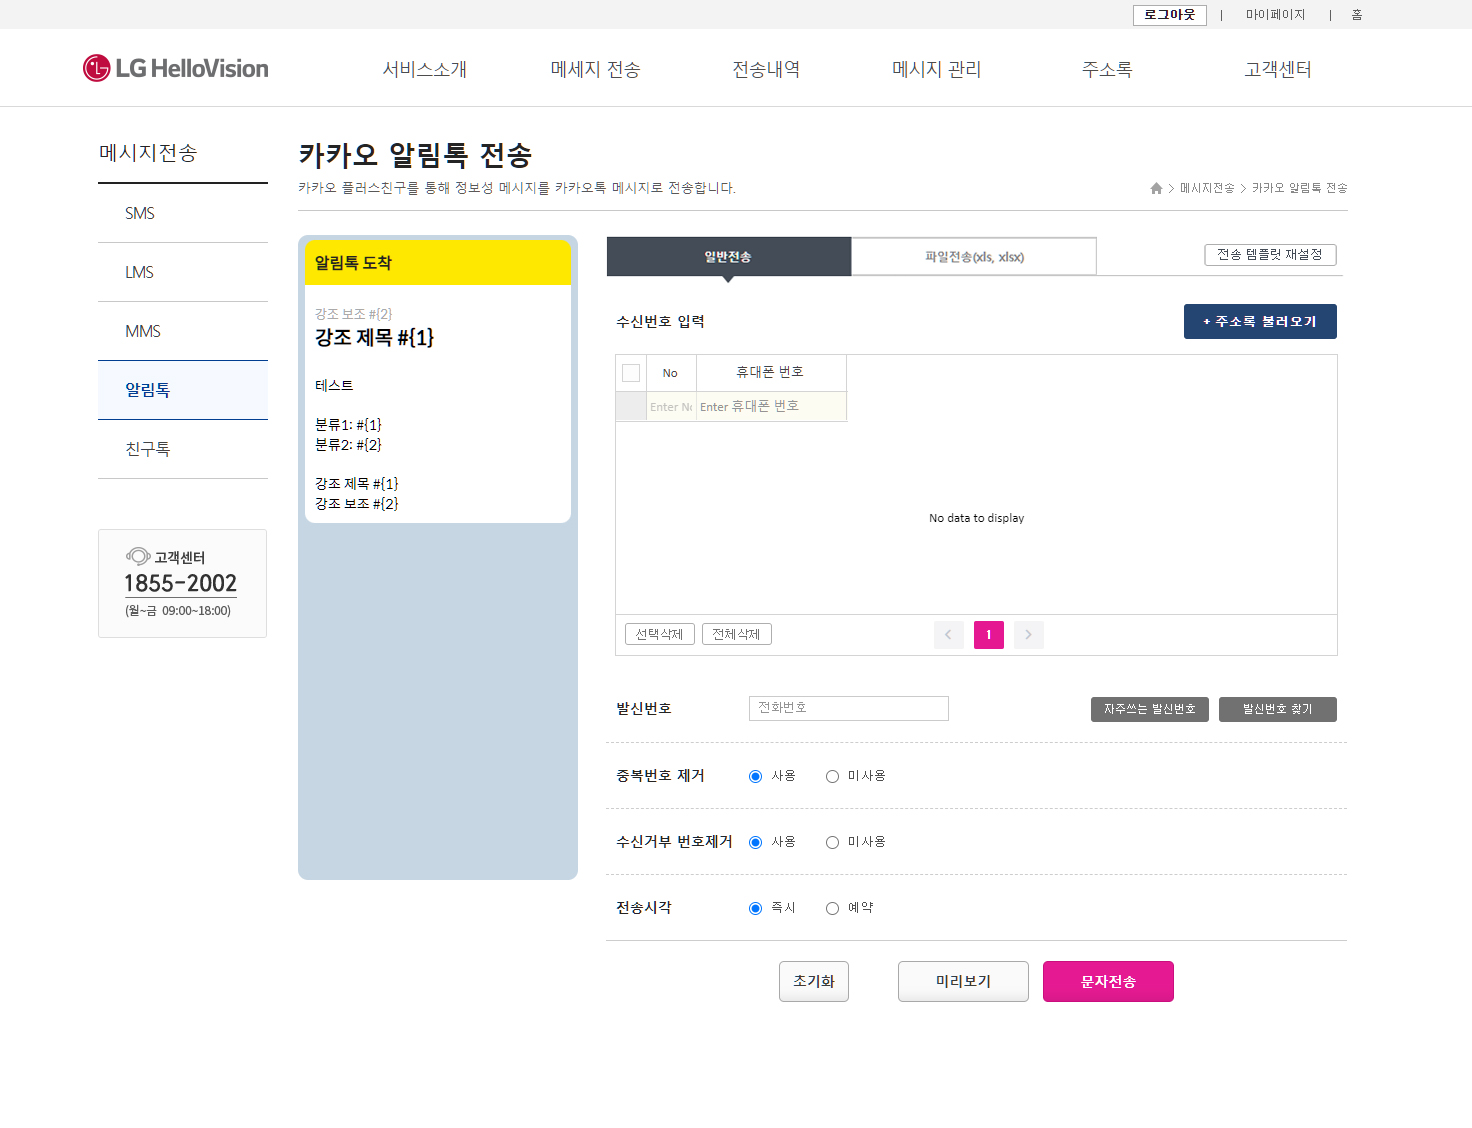 로그아웃 | 마이페이지 | 홈
LG HelloVision
서비스소개 메세지 전송 전송내역 메시지 관리 주소록 고객센터
메시지전송
SMS
LMS
MMS
알림톡
친구톡
고객센터
1855-2002
(월~금 09:00~18:00)
카카오 알림톡 전송
카카오 플러스친구를 통해 정보성 메시지를 카카오톡 메시지로 전송합니다.
메시지전송 > 카카오 알림톡 전송
알림톡 도착
강조 보조 #{2}
강조 제목 #{1}
테스트
분류1: #{1}
분류2: #{2}
강조 제목 #{1}
강조 보조 #{2}
일반전송 파일전송(xls, xlsx) 전송 템플릿 재설정
수신번호 입력 + 주소록 불러오기
No 휴대폰 번호
Enter Enter 휴대폰 번호
No data to display
선택삭제 전체삭제 < 1 >
발신번호 전화번호 자주쓰는 발신번호 발신번호 찾기
중복번호 제거 사용 미사용
수신거부 번호제거 사용 미사용
전송시각 즉시 예약
초기화 미리보기 문자전송